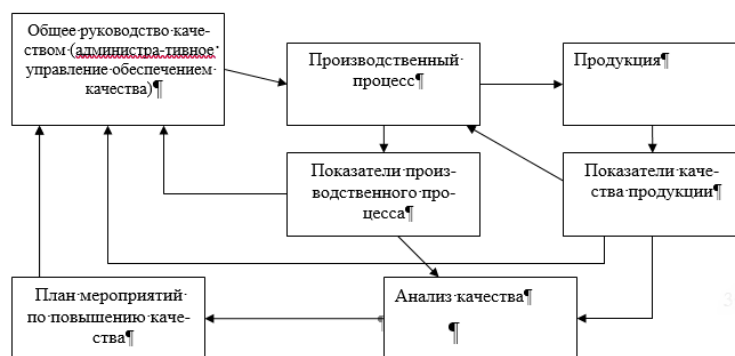 Общее·руководство·каче-
ством·(администра-тивное·
управление·обеспечением·
качества)¶
Производственный·
процесс¶
Продукция¶
Показатели·произ-
водственного·про-
цесса¶
Показатели·каче-
ства·продукции¶
План·мероприятий·
по·повышению·каче-
ства¶
Анализ·качества¶
¶
¶
3